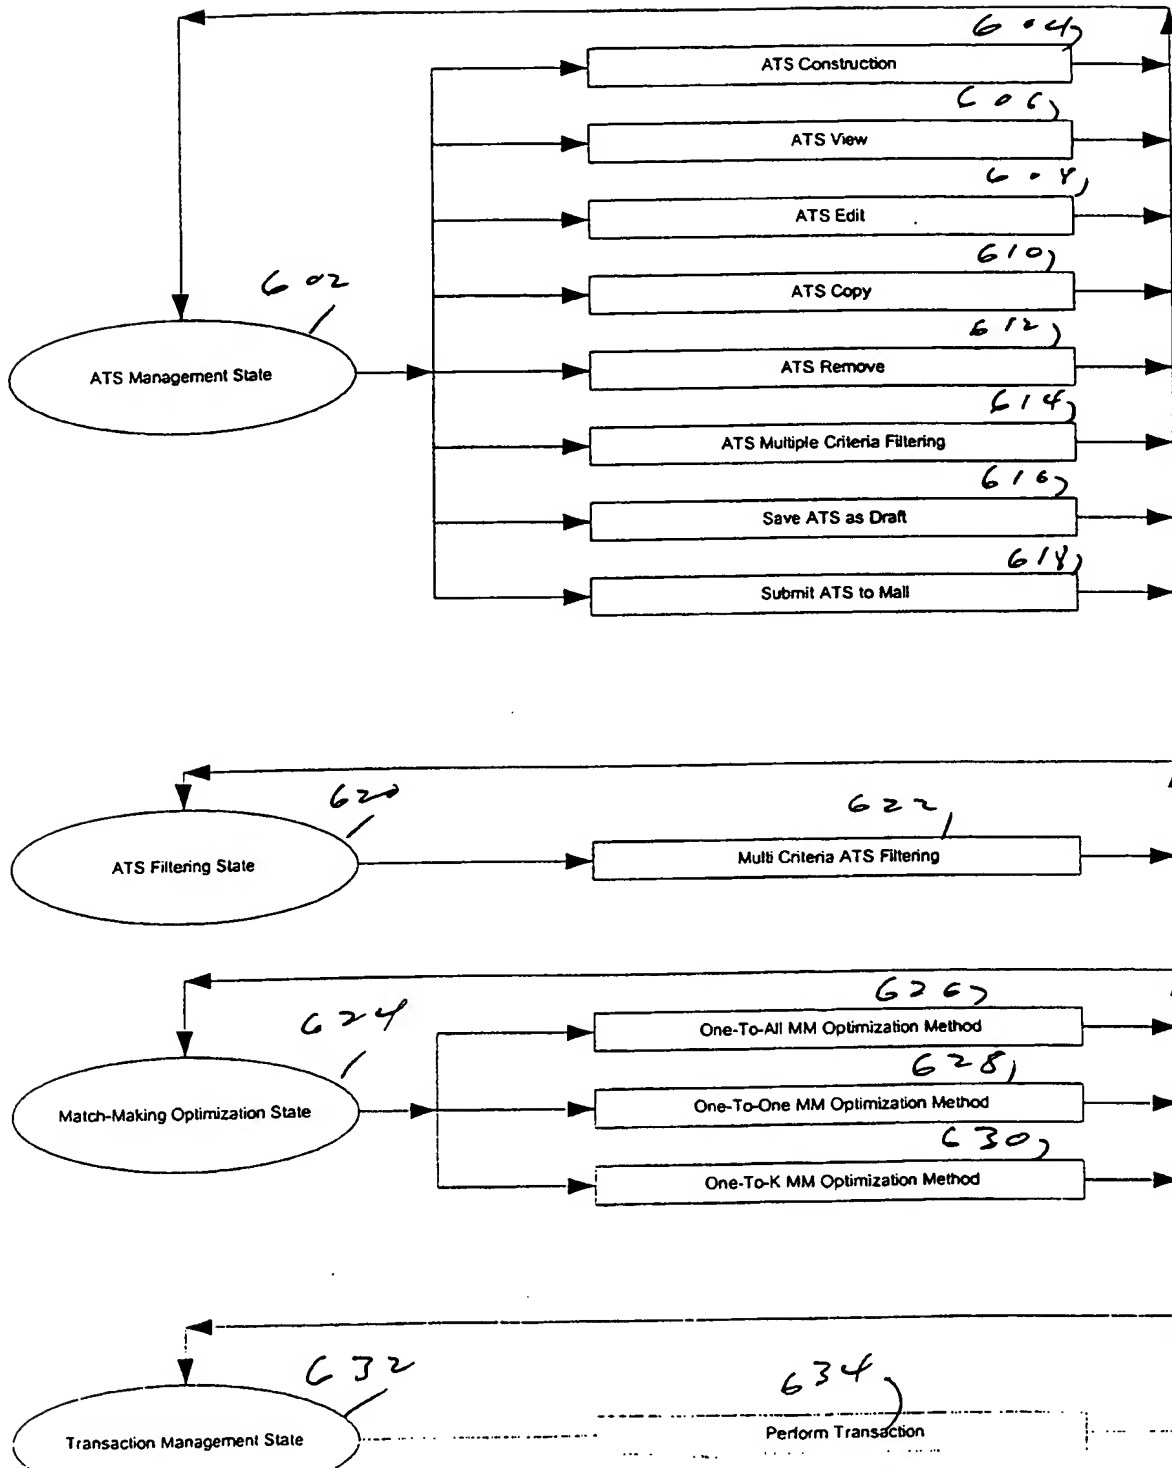 604
ATS Construction
606
ATS View
608
ATS Edit
610
ATS Copy
602
612
ATS Management State
ATS Remove
614
ATS Multiple Criteria Filtering
616
Save ATS as Draft
618
Submit ATS to Mall
620
622
ATS Filtering State
Multi Criteria ATS Filtering
624
626
One-To-All MM Optimization Method
628
Match-Making Optimization State
One-To-One MM Optimization Method
630
One-To-K MM Optimization Method
632
634
Transaction Management State
Perform Transaction